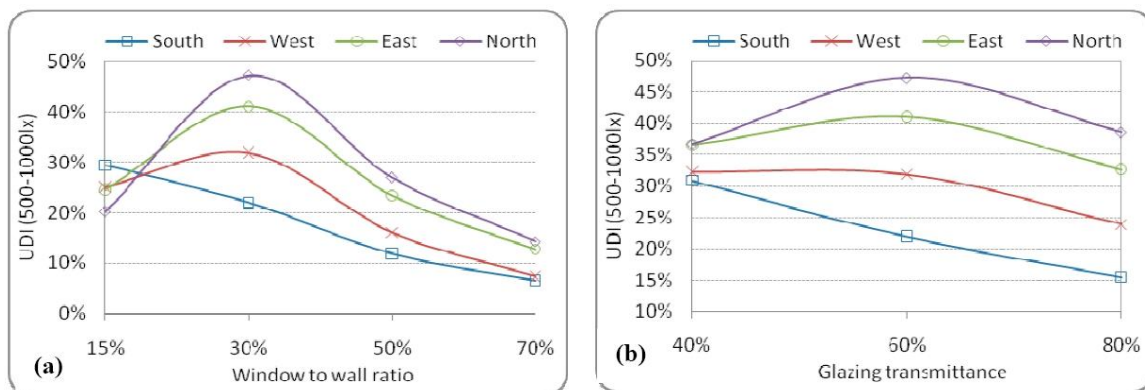 South West East North
50%
40%
30%
20%
10%
0%
UDI (500-1000lx)
15% 30% 50% 70%
Window to wall ratio
(a)
South West East North
50%
45%
40%
35%
30%
25%
20%
15%
10%
UDI (500-1000lx)
40% 60% 80%
Glazing transmittance
(b)